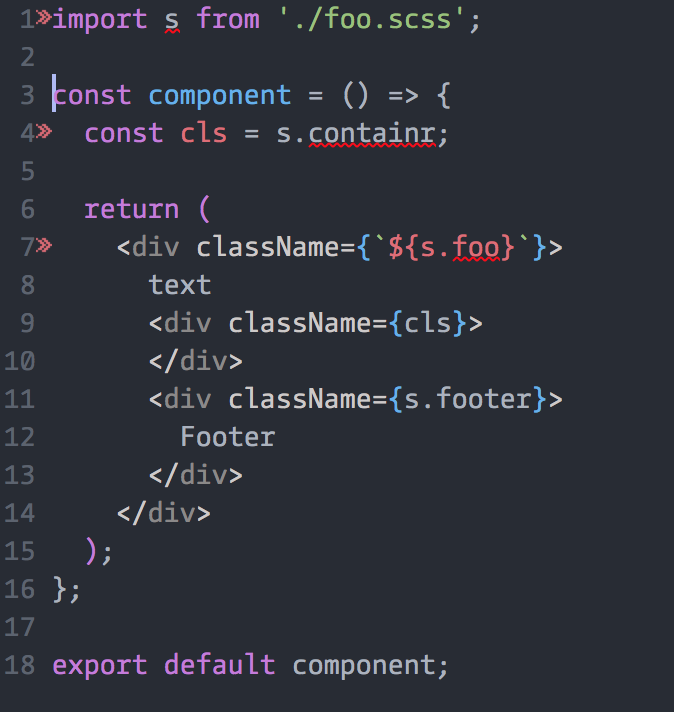 1 import s from './foo.scss';
2
3 const component = () => {
4   const cls = s.containr;
5
6   return (
7     <div className={`${s.foo}`}>
8       text
9       <div className={cls}>
10       </div>
11       <div className={s.footer}>
12         Footer
13       </div>
14     </div>
15   );
16 };
17
18 export default component;